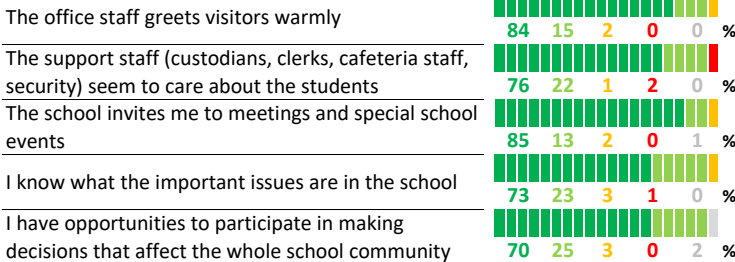 The office staff greets visitors warmly
84 15 2 0 0 %
The support staff (custodians, clerks, cafeteria staff,
security) seem to care about the students
76 22 1 2 0 %
The school invites me to meetings and special school
events
85 13 2 0 1 %
I know what the important issues are in the school
73 23 3 1 0 %
I have opportunities to participate in making
decisions that affect the whole school community
70 25 3 0 2 %